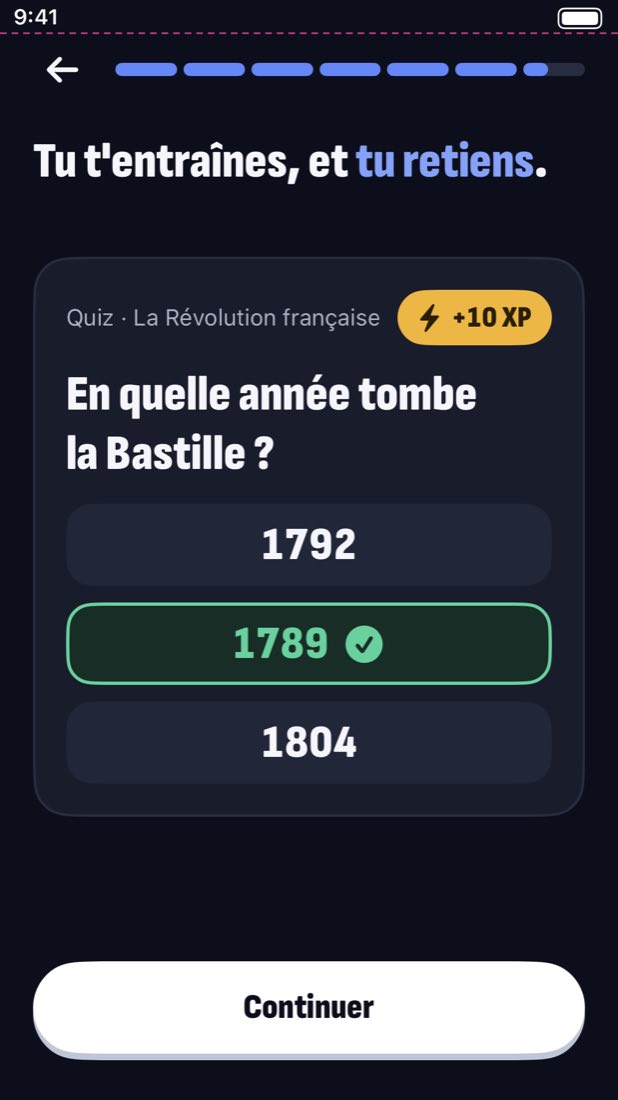 9:41
Tu t'entraînes, et tu retiens.
Quiz · La Révolution française
+10 XP
En quelle année tombe
la Bastille ?
1792
1789
1804
Continuer